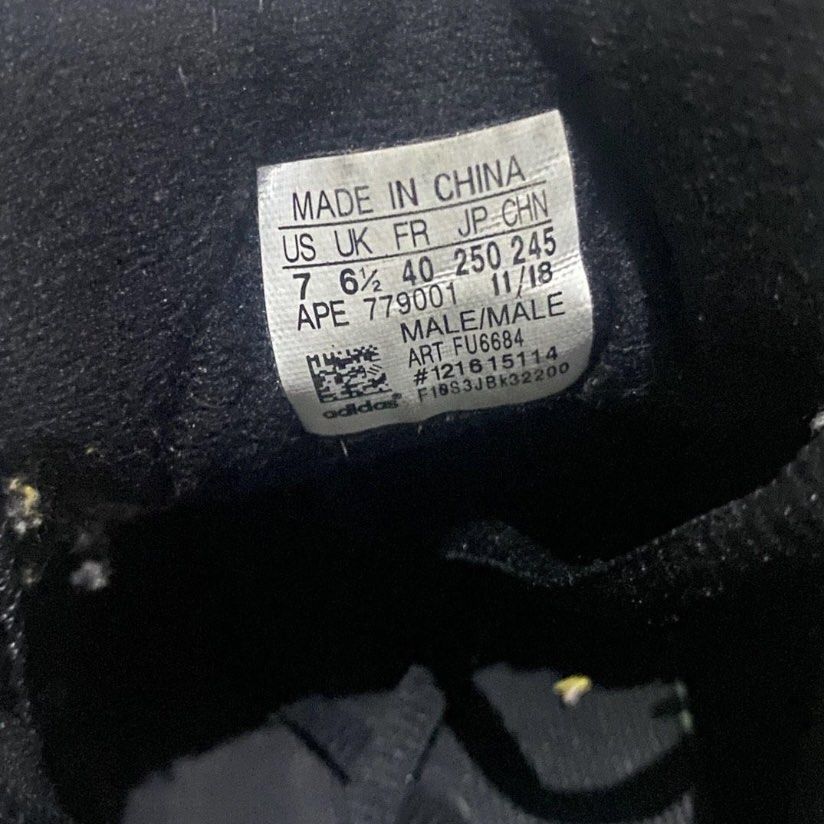 MADE IN CHINA
US UK FR JP CHN
7 6½ 40 250 245
APE 779001 11/18
MALE/MALE
ART FU6684
#121615114
F18S3JBk32200
adidas